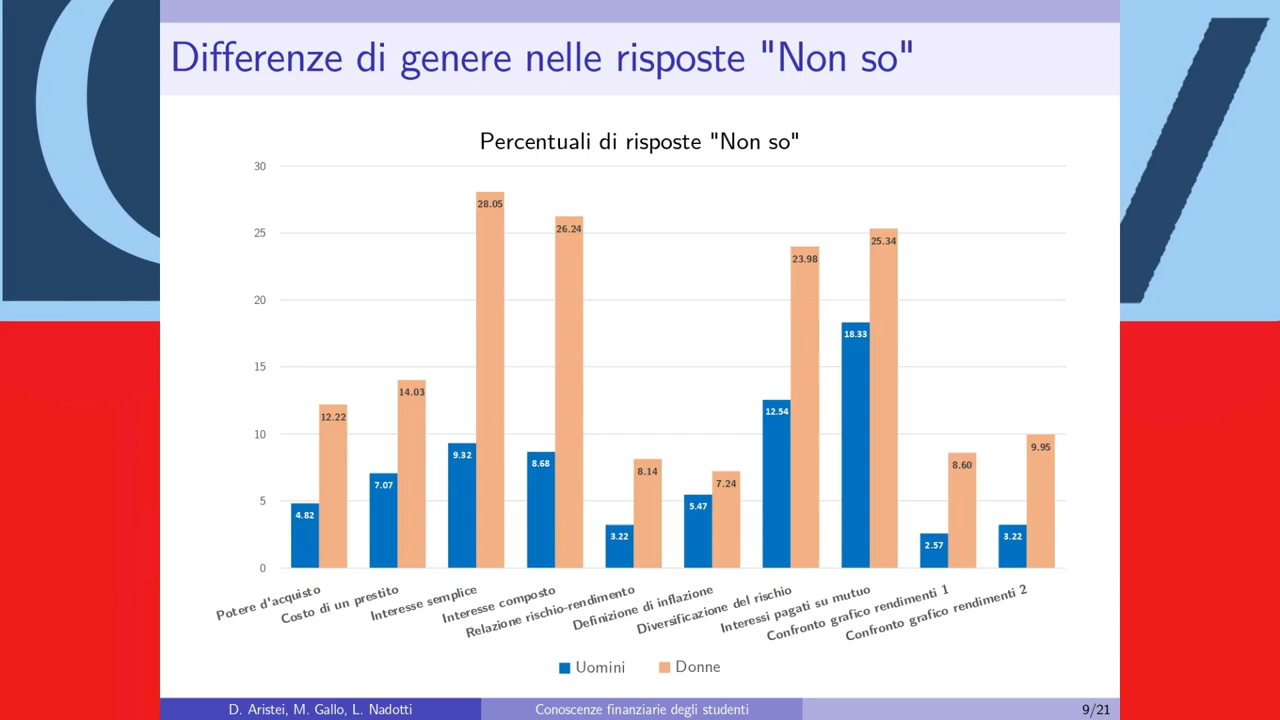 Differenze di genere nelle risposte "Non so"
Percentuali di risposte "Non so"
30
25
20
15
10
5
0
4.82
12.22
7.07
14.03
9.32
28.05
8.68
26.24
3.22
8.14
5.47
7.24
12.54
23.98
18.33
25.34
2.57
8.60
3.22
9.95
Potere d'acquisto
Costo di un prestito
Interesse semplice
Interesse composto
Relazione rischio-rendimento
Definizione di inflazione
Diversificazione del rischio
Interessi pagati su mutuo
Confronto grafico rendimenti 1
Confronto grafico rendimenti 2
Uomini
Donne
D. Aristei, M. Gallo, L. Nadotti
Conoscenze finanziarie degli studenti
9/21